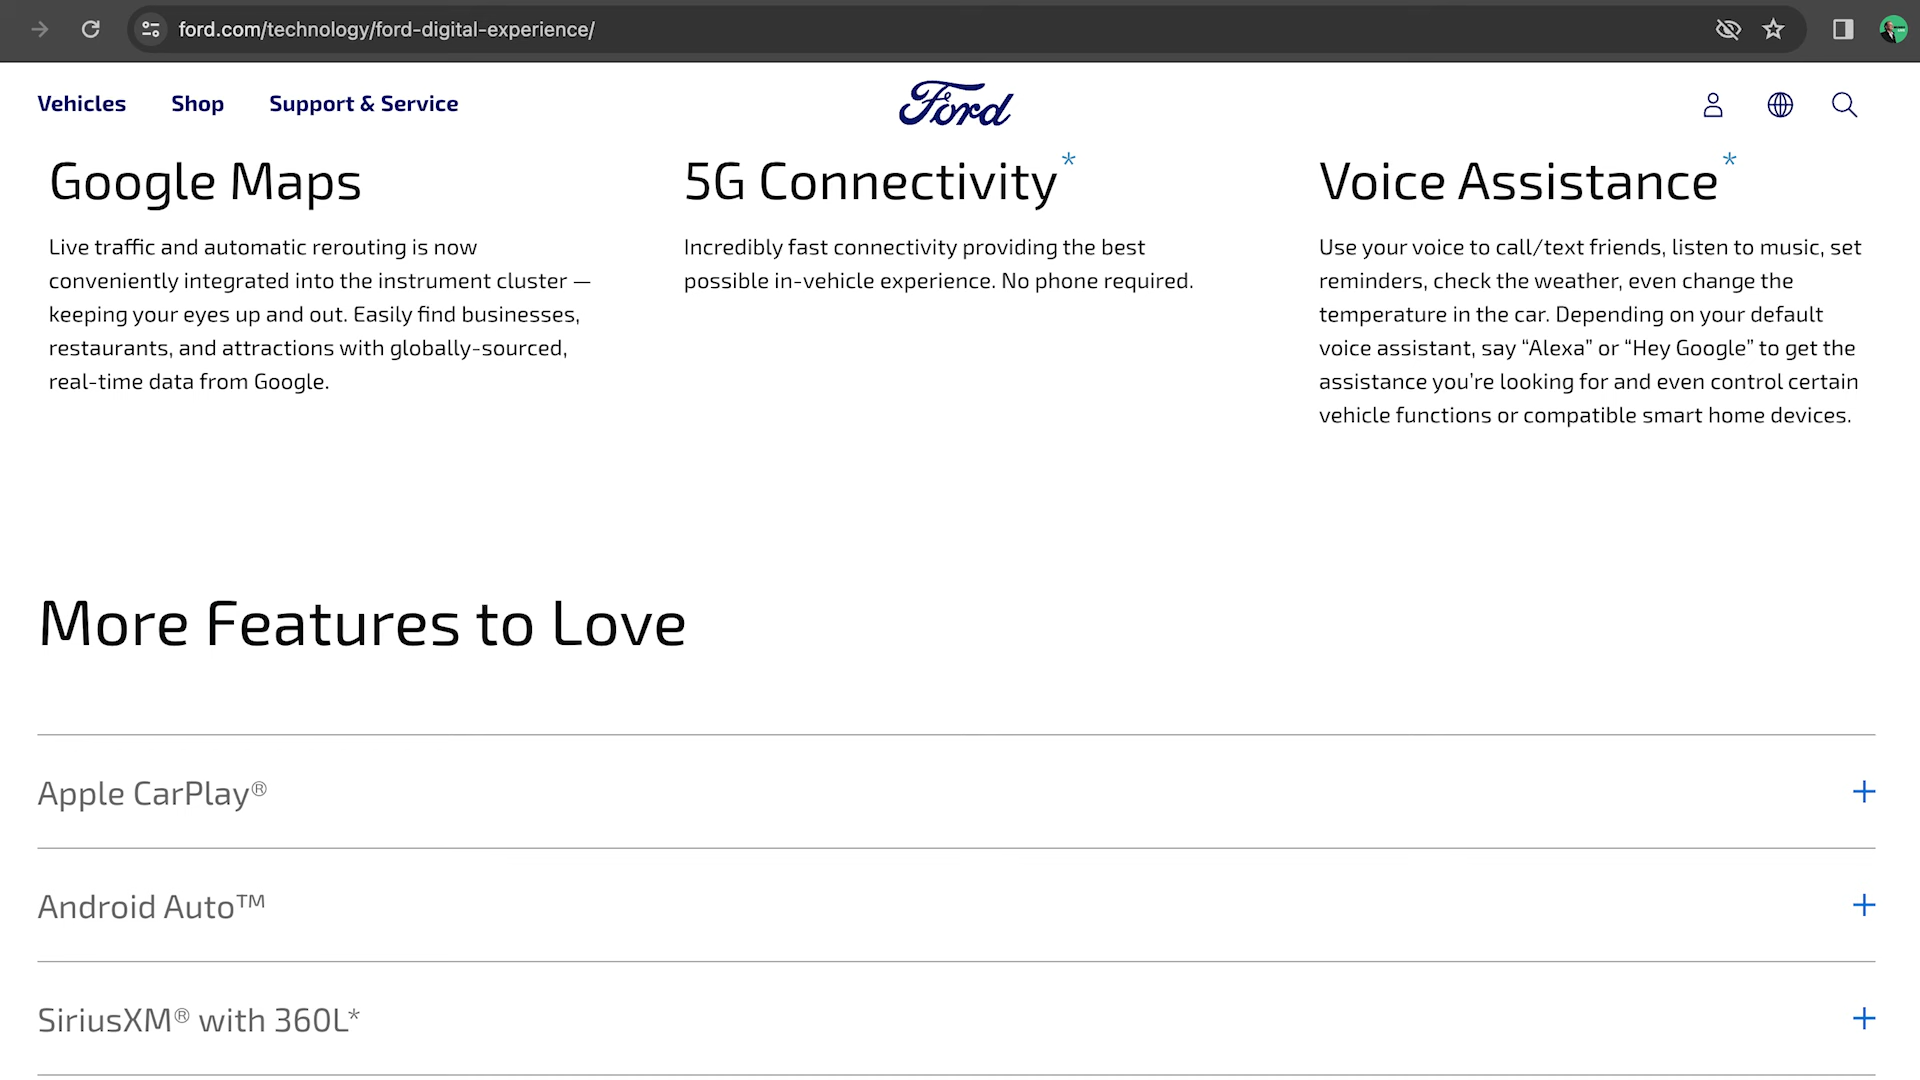 ford.com/technology/ford-digital-experience/
Vehicles
Shop
Support & Service
Ford
Google Maps
Live traffic and automatic rerouting is now
conveniently integrated into the instrument cluster —
keeping your eyes up and out. Easily find businesses,
restaurants, and attractions with globally-sourced,
real-time data from Google.
5G Connectivity*
Incredibly fast connectivity providing the best
possible in-vehicle experience. No phone required.
Voice Assistance*
Use your voice to call/text friends, listen to music, set
reminders, check the weather, even change the
temperature in the car. Depending on your default
voice assistant, say “Alexa” or “Hey Google” to get the
assistance you’re looking for and even control certain
vehicle functions or compatible smart home devices.
More Features to Love
Apple CarPlay®
Android Auto™
SiriusXM® with 360L*